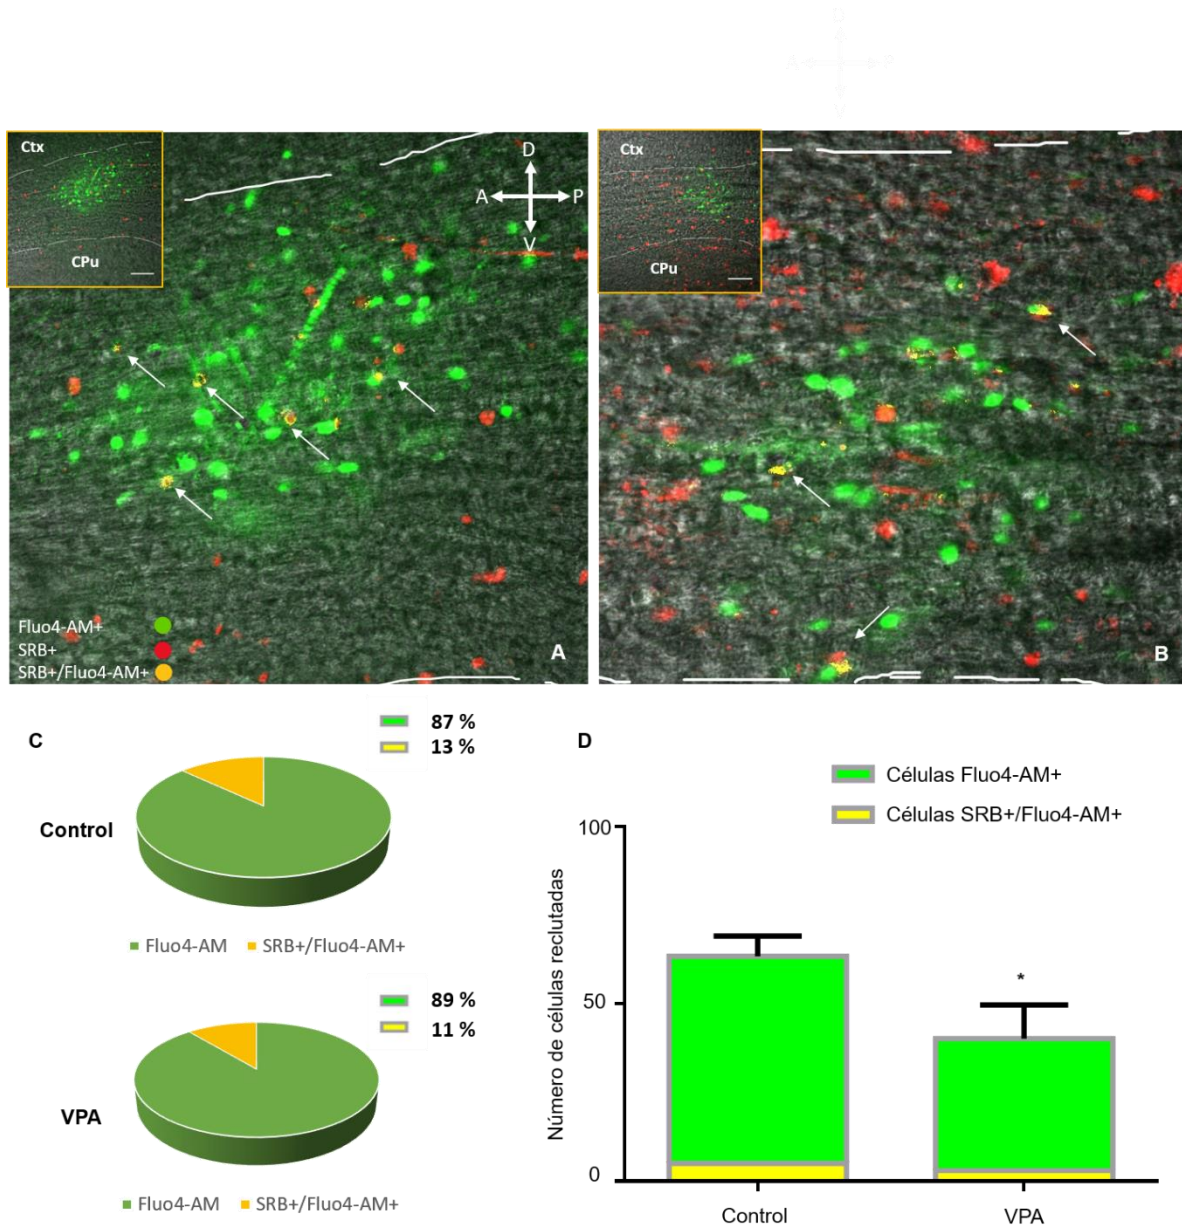 D
A P
V
Ctx
CPu
D
A P
V
Ctx
CPu
Fluo4-AM+
SRB+
SRB+/Fluo4-AM+
A
B
C
87 %
13 %
Control
Fluo4-AM SRB+/Fluo4-AM+
89 %
11 %
VPA
Fluo4-AM SRB+/Fluo4-AM+
D
Células Fluo4-AM+
Células SRB+/Fluo4-AM+
Número de células reclutadas
100
50
0
*
Control
VPA